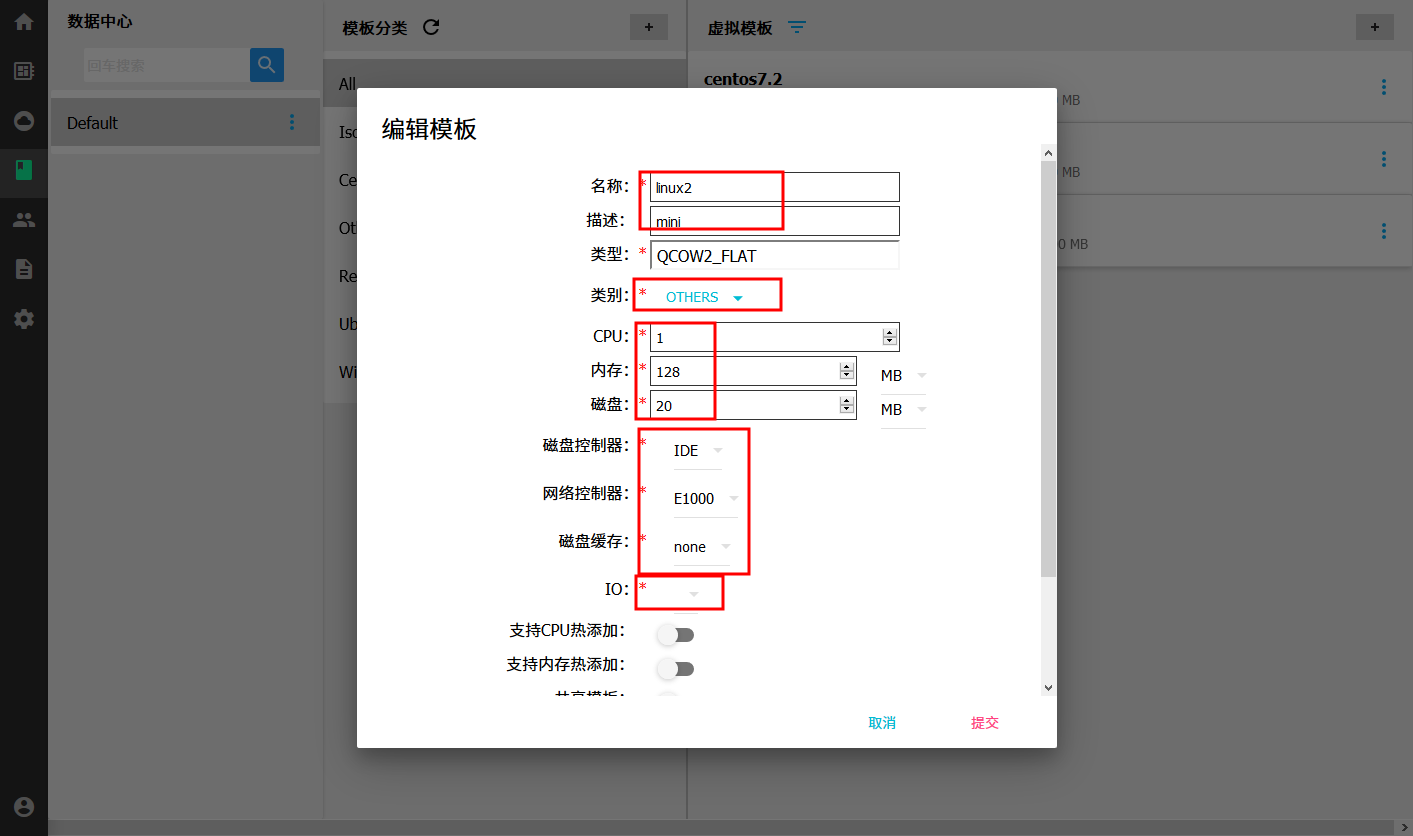 数据中心
回车搜索
Default
模板分类
+
All
Iso
Ce
Ot
Re
Ub
Wi
虚拟模板
+
centos7.2
MB
MB
0 MB
编辑模板
名称： * linux2
描述： mini
类型： * QCOW2_FLAT
类别： * OTHERS
CPU： * 1
内存： * 128 MB
磁盘： * 20 MB
磁盘控制器： * IDE
网络控制器： * E1000
磁盘缓存： * none
IO： *
支持CPU热添加：
支持内存热添加：
共享模板：
取消 提交